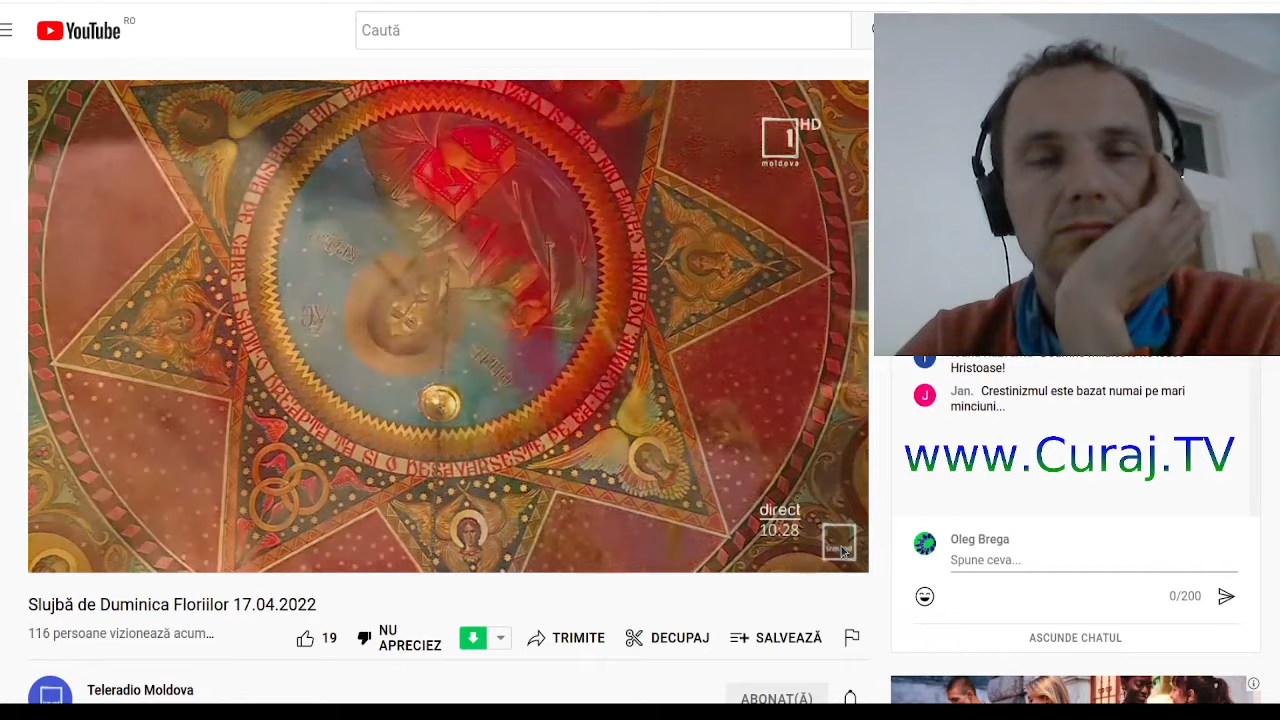 YouTube RO
Caută
1 HD
moldova
direct
10:28
Hristoase!
J
Jan. Crestinizmul este bazat numai pe mari
minciuni...
www.Curaj.TV
Oleg Brega
Spune ceva...
0/200
ASCUNDE CHATUL
Slujbă de Duminica Floriilor 17.04.2022
116 persoane vizionează acum...
19
NU
APRECIEZ
TRIMITE
DECUPAJ
SALVEAZĂ
Teleradio Moldova
ABONAT(Ă)